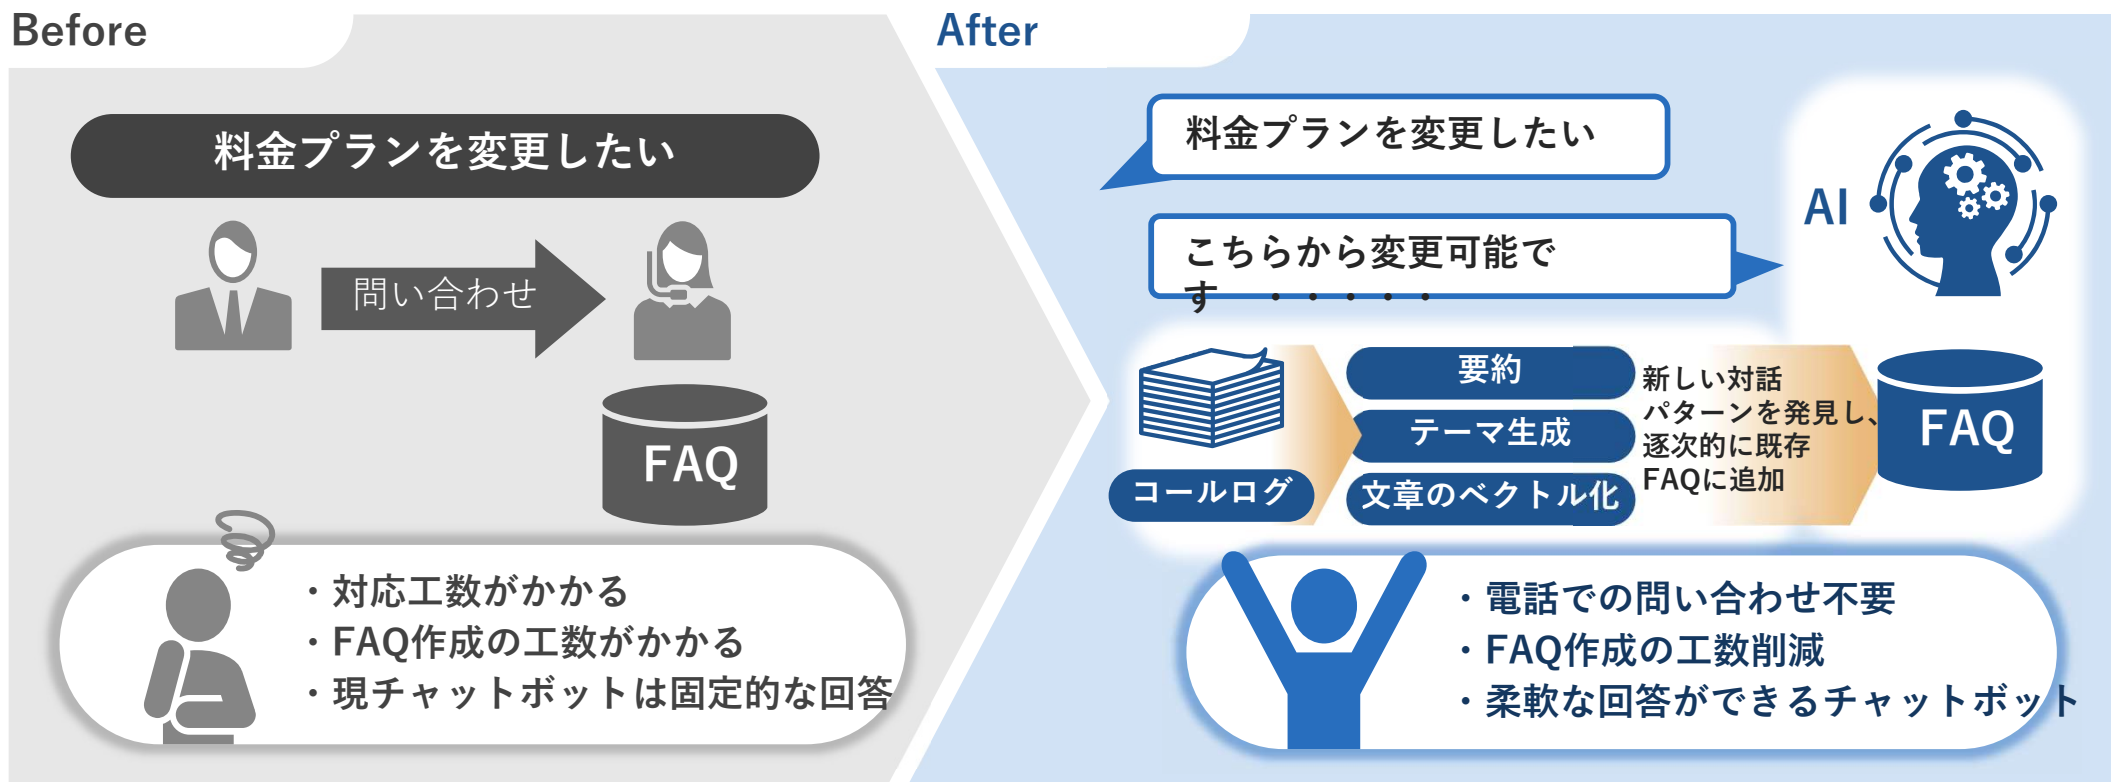 Before
料金プランを変更したい
問い合わせ
FAQ
・対応工数がかかる
・FAQ作成の工数がかかる
・現チャットボットは固定的な回答
After
料金プランを変更したい
こちらから変更可能で
す ・・・・・
AI
コールログ
要約
テーマ生成
文章のベクトル化
新しい対話
パターンを発見し、
逐次的に既存
FAQに追加
FAQ
・電話での問い合わせ不要
・FAQ作成の工数削減
・柔軟な回答ができるチャットボット